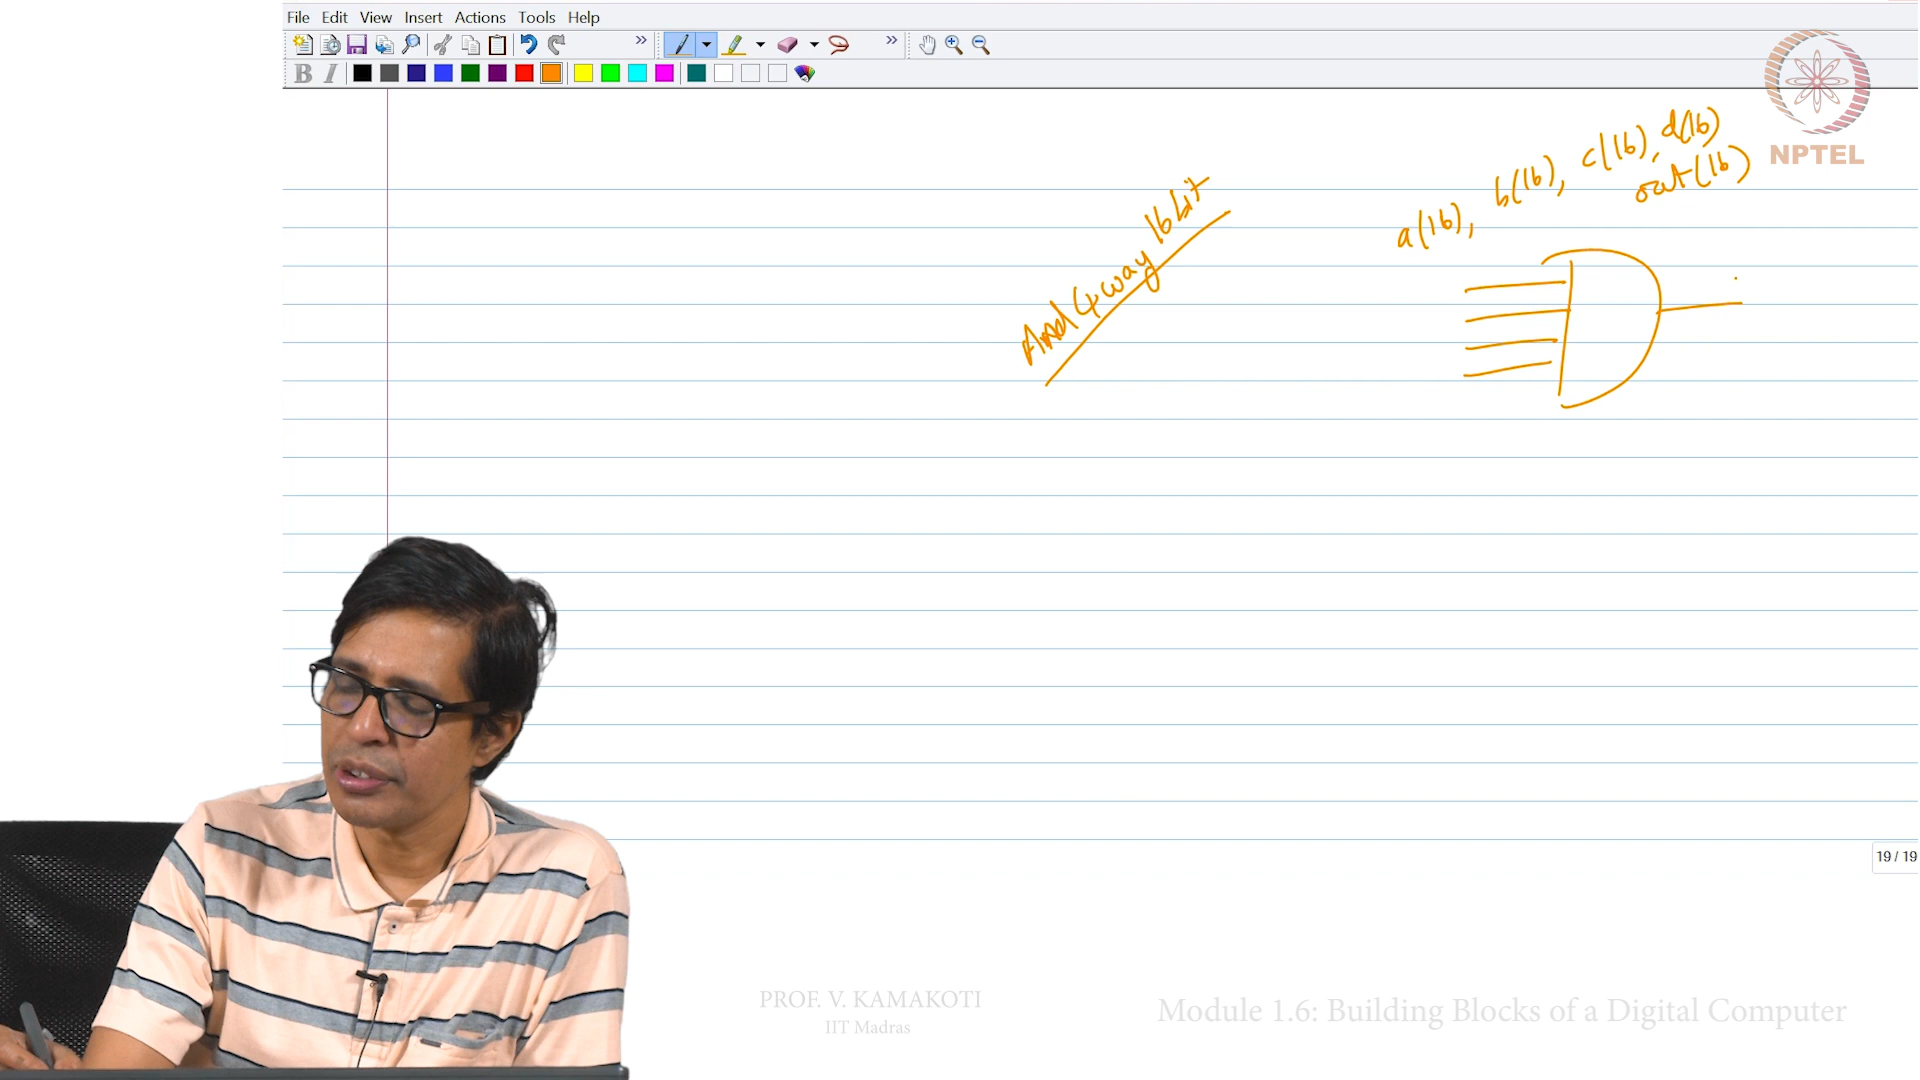 File Edit View Insert Actions Tools Help
B I
NPTEL
And 4 way 16 bit
a(16), b(16), c(16), d(16)
out(16)
19 / 19
PROF. V. KAMAKOTI
IIT Madras
Module 1.6: Building Blocks of a Digital Computer